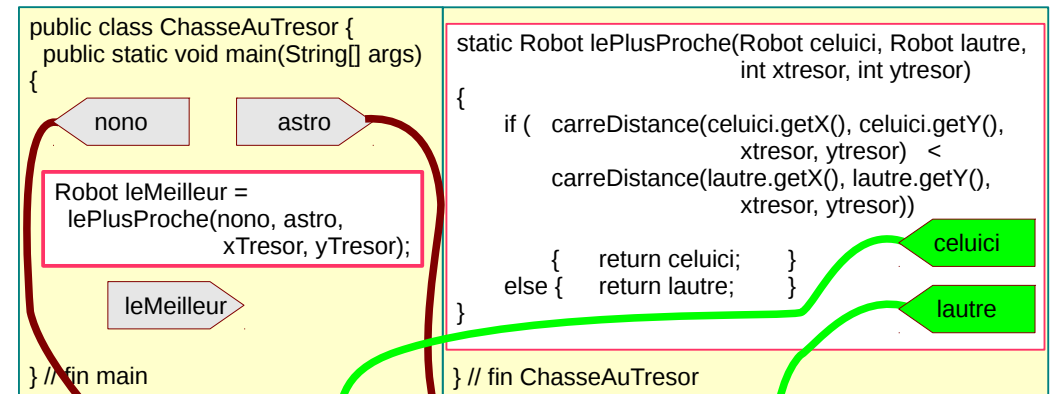 public class ChasseAuTresor {
public static void main(String[] args)
{
nono
astro
Robot leMeilleur =
lePlusProche(nono, astro,
xTresor, yTresor);
leMeilleur
} // fin main
static Robot lePlusProche(Robot celuici, Robot lautre,
int xtresor, int ytresor)
{
if ( carreDistance(celuici.getX(), celuici.getY(),
xtresor, ytresor) <
carreDistance(lautre.getX(), lautre.getY(),
xtresor, ytresor))
{ return celuici; }
else { return lautre; }
}
celuici
lautre
} // fin ChasseAuTresor